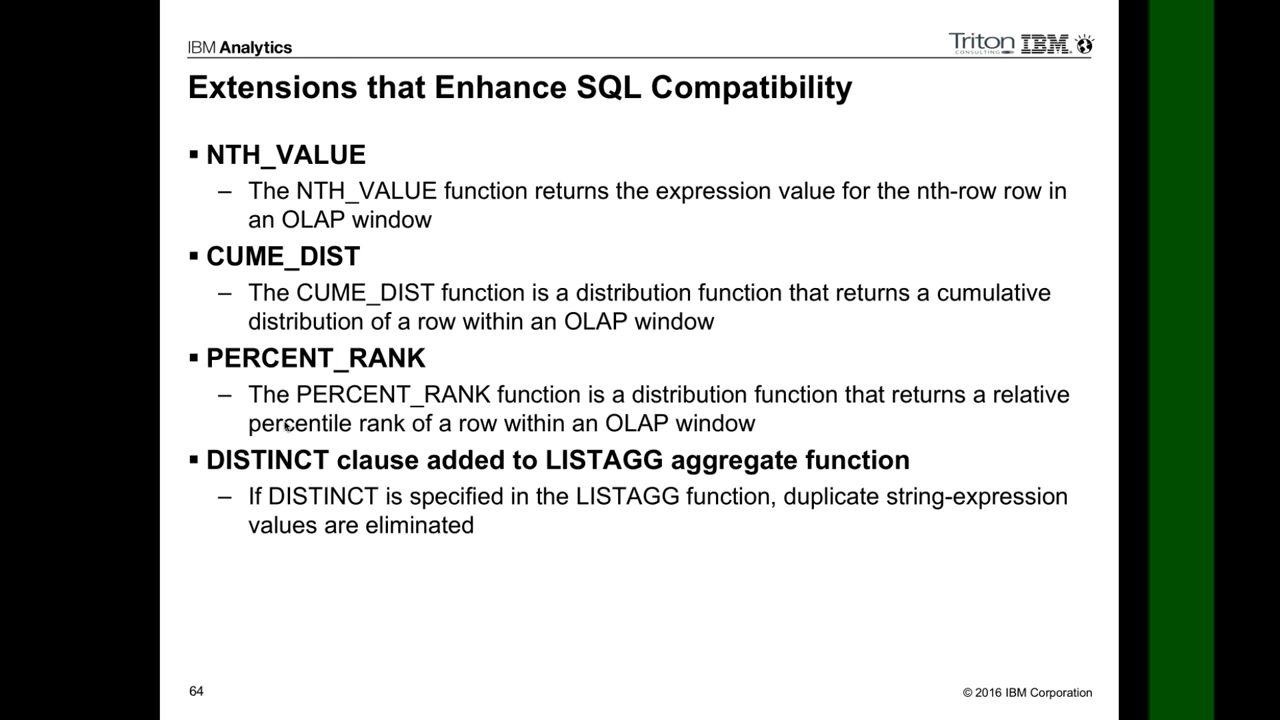 IBM Analytics
Triton
CONSULTING
IBM
Extensions that Enhance SQL Compatibility
▪ NTH_VALUE
– The NTH_VALUE function returns the expression value for the nth-row row in
an OLAP window
▪ CUME_DIST
– The CUME_DIST function is a distribution function that returns a cumulative
distribution of a row within an OLAP window
▪ PERCENT_RANK
– The PERCENT_RANK function is a distribution function that returns a relative
percentile rank of a row within an OLAP window
▪ DISTINCT clause added to LISTAGG aggregate function
– If DISTINCT is specified in the LISTAGG function, duplicate string-expression
values are eliminated
64
© 2016 IBM Corporation